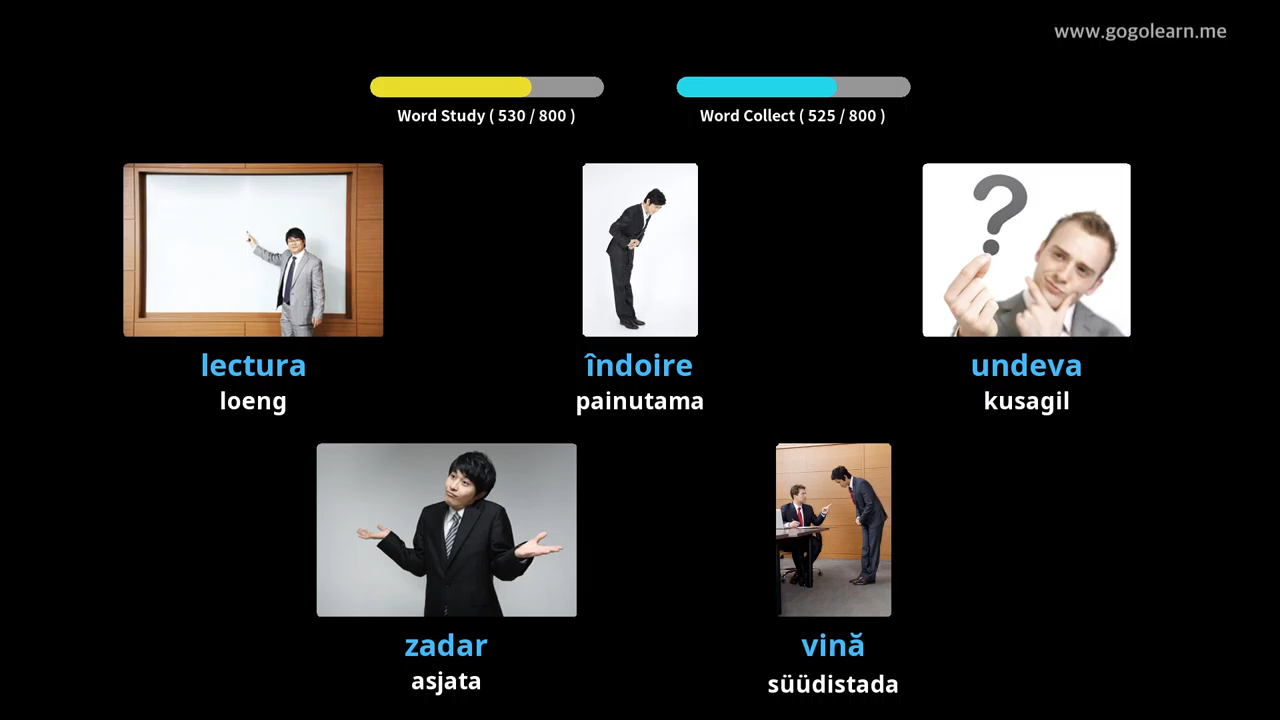 www.gogolearn.me
Word Study ( 530 / 800 )
Word Collect ( 525 / 800 )
lectura
loeng
îndoire
painutama
undeva
kusagil
zadar
asjata
vină
süüdistada